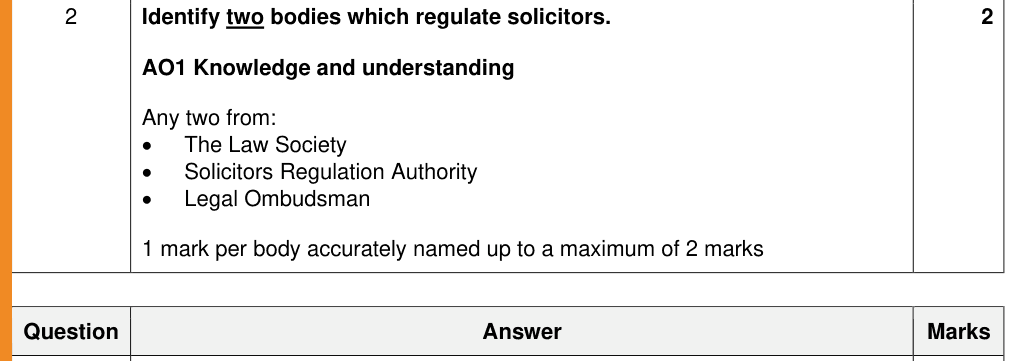 2 Identify two bodies which regulate solicitors. 2
AO1 Knowledge and understanding
Any two from:
• The Law Society
• Solicitors Regulation Authority
• Legal Ombudsman
1 mark per body accurately named up to a maximum of 2 marks
Question Answer Marks